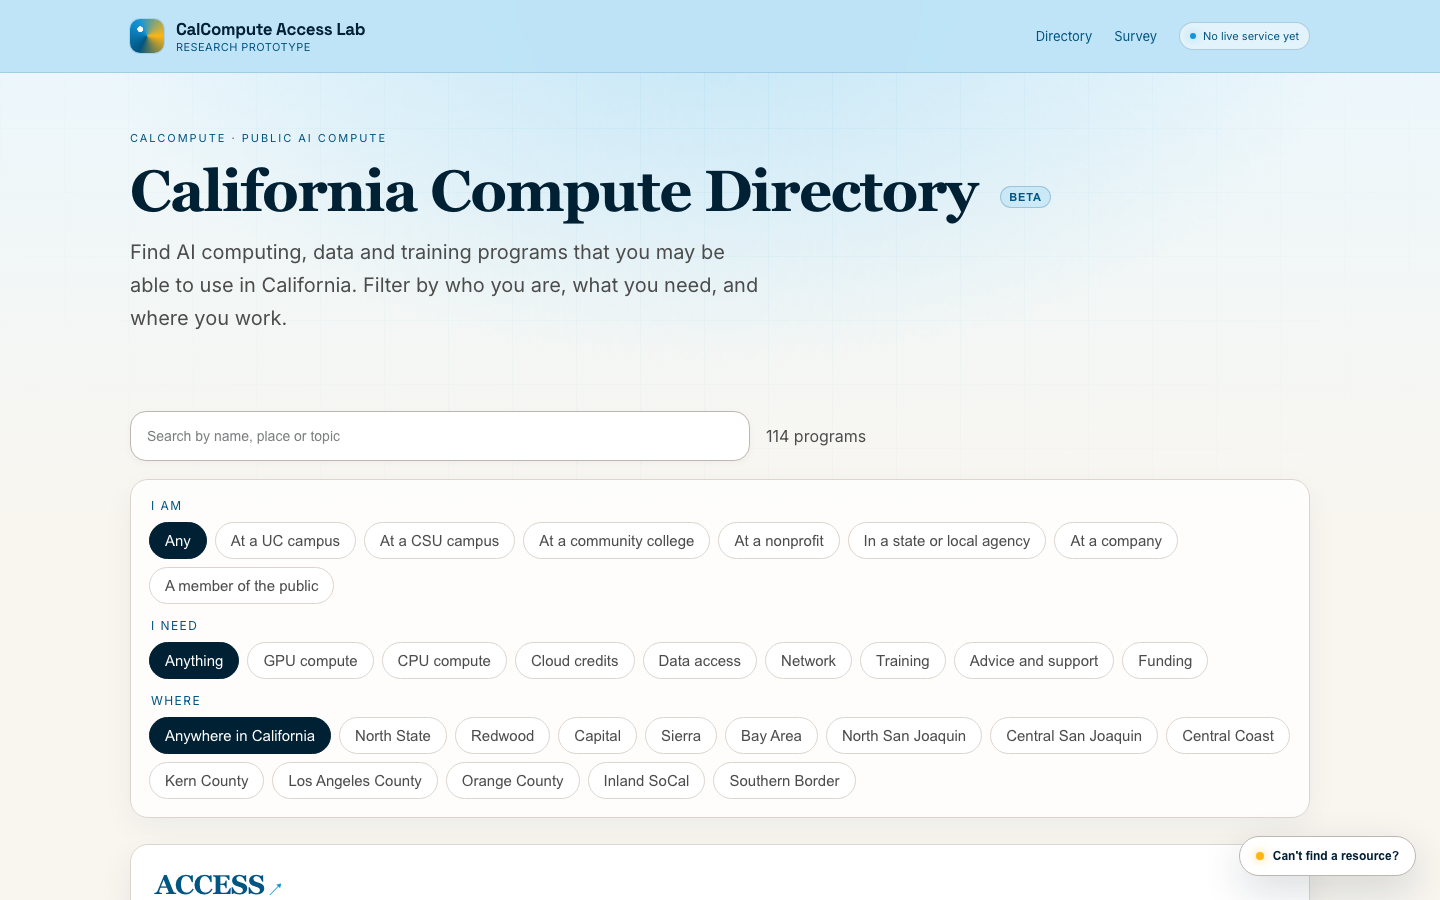 CalCompute Access Lab
RESEARCH PROTOTYPE
Directory
Survey
No live service yet
CALCOMPUTE · PUBLIC AI COMPUTE
California Compute Directory
BETA
Find AI computing, data and training programs that you may be
able to use in California. Filter by who you are, what you need, and
where you work.
Search by name, place or topic
114 programs
I AM
Any
At a UC campus
At a CSU campus
At a community college
At a nonprofit
In a state or local agency
At a company
A member of the public
I NEED
Anything
GPU compute
CPU compute
Cloud credits
Data access
Network
Training
Advice and support
Funding
WHERE
Anywhere in California
North State
Redwood
Capital
Sierra
Bay Area
North San Joaquin
Central San Joaquin
Central Coast
Kern County
Los Angeles County
Orange County
Inland SoCal
Southern Border
ACCESS ↗
Can't find a resource?